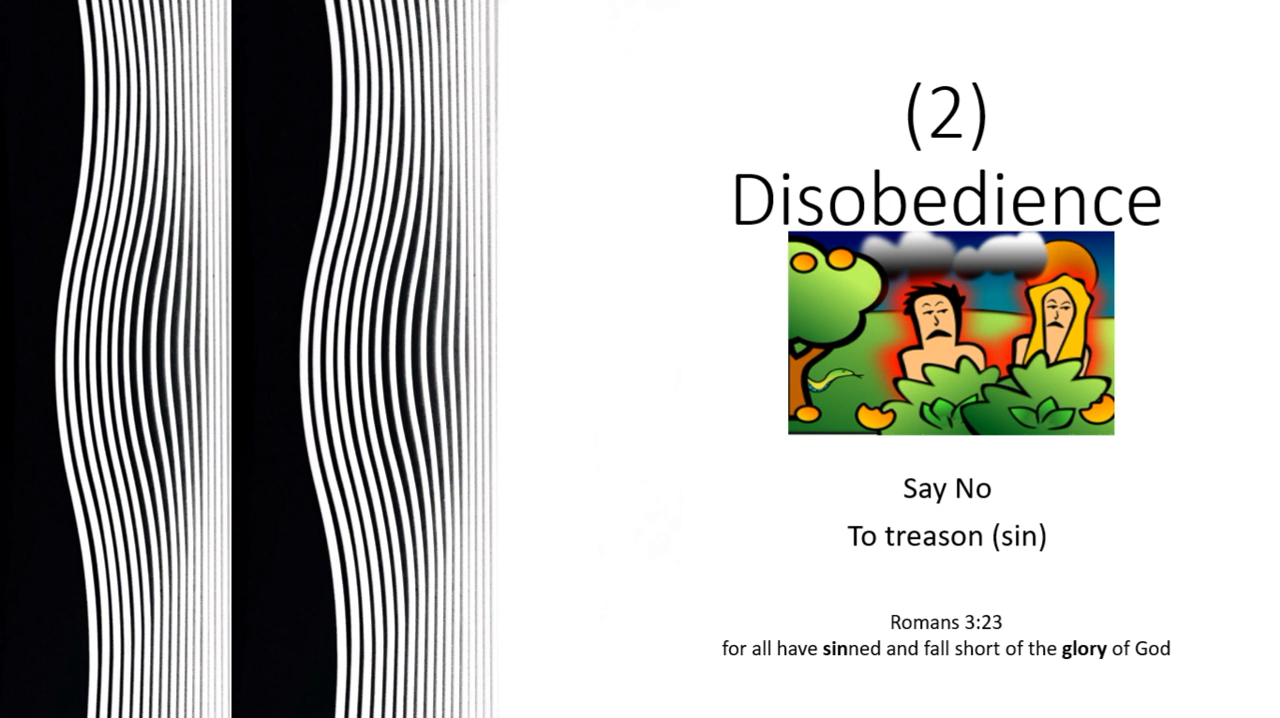 (2)
Disobedience
Say No
To treason (sin)
Romans 3:23
for all have sinned and fall short of the glory of God